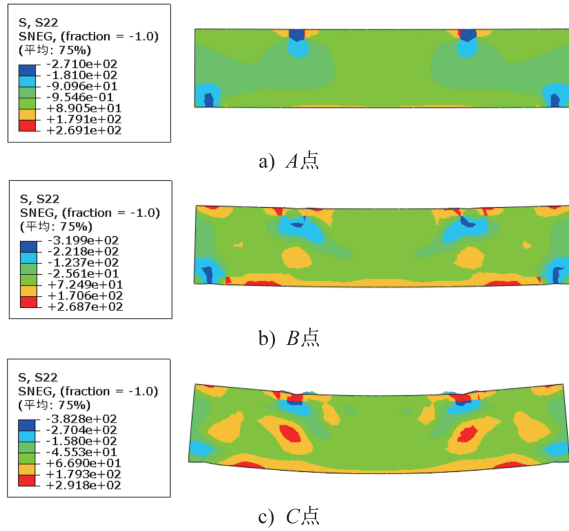 S, S22
SNEG, (fraction = -1.0)
(平均: 75%)
-2.710e+02
-1.810e+02
-9.096e+01
-9.546e-01
+8.905e+01
+1.791e+02
+2.691e+02
a) A点
S, S22
SNEG, (fraction = -1.0)
(平均: 75%)
-3.199e+02
-2.218e+02
-1.237e+02
-2.561e+01
+7.249e+01
+1.706e+02
+2.687e+02
b) B点
S, S22
SNEG, (fraction = -1.0)
(平均: 75%)
-3.828e+02
-2.704e+02
-1.580e+02
-4.553e+01
+6.690e+01
+1.793e+02
+2.918e+02
c) C点